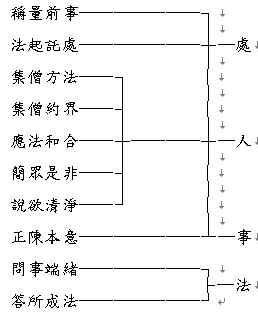 稱量前事
法起託處 處
集僧方法
集僧約界
應法和合 人
簡眾是非
說欲清淨
正陳本意 事
問事端緒
法
答所成法